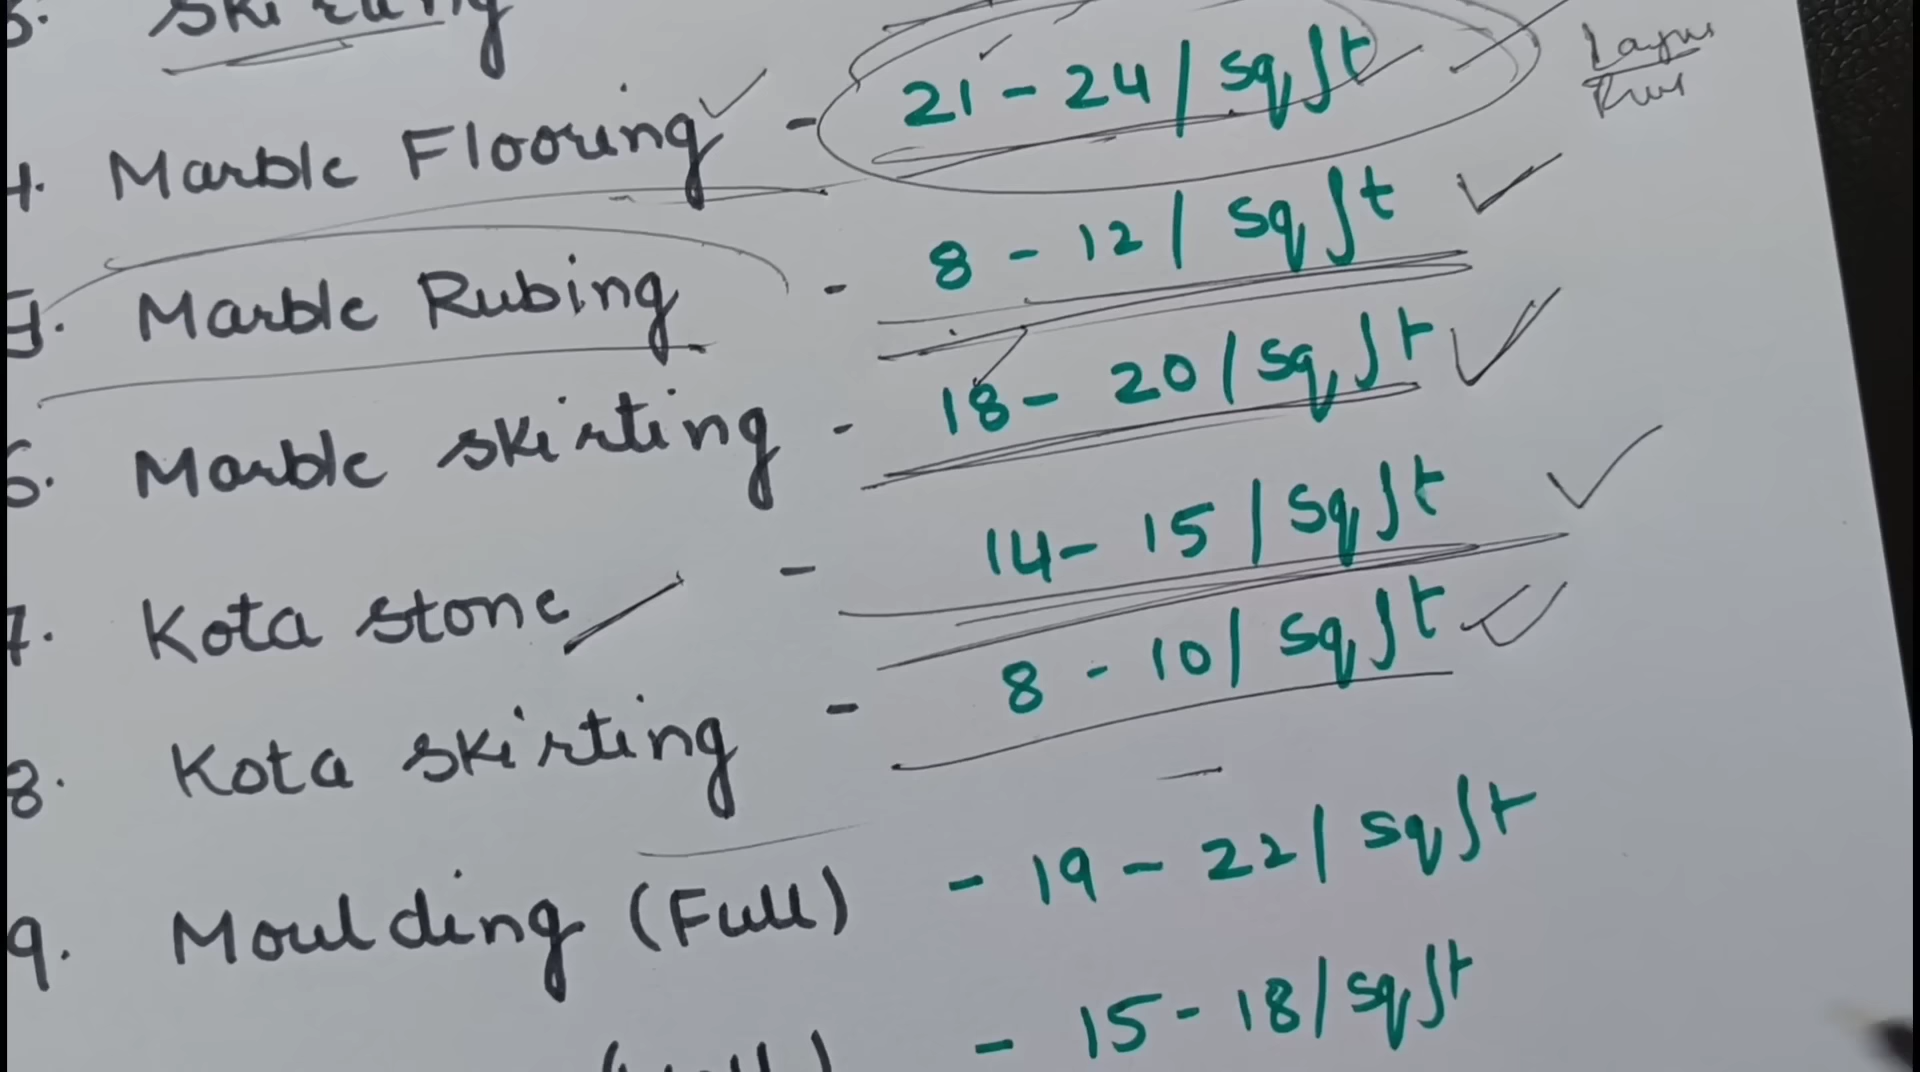 3. Skirting
4. Marble Flooring - 21 - 24 / sqft
5. Marble Rubing - 8 - 12 / sqft
6. Marble skirting - 18 - 20 / sqft
7. Kota stone - 14 - 15 / sqft
8. Kota skirting - 8 - 10 / sqft
9. Moulding (Full) - 19 - 22 / sqft
- 15 - 18 / sqft